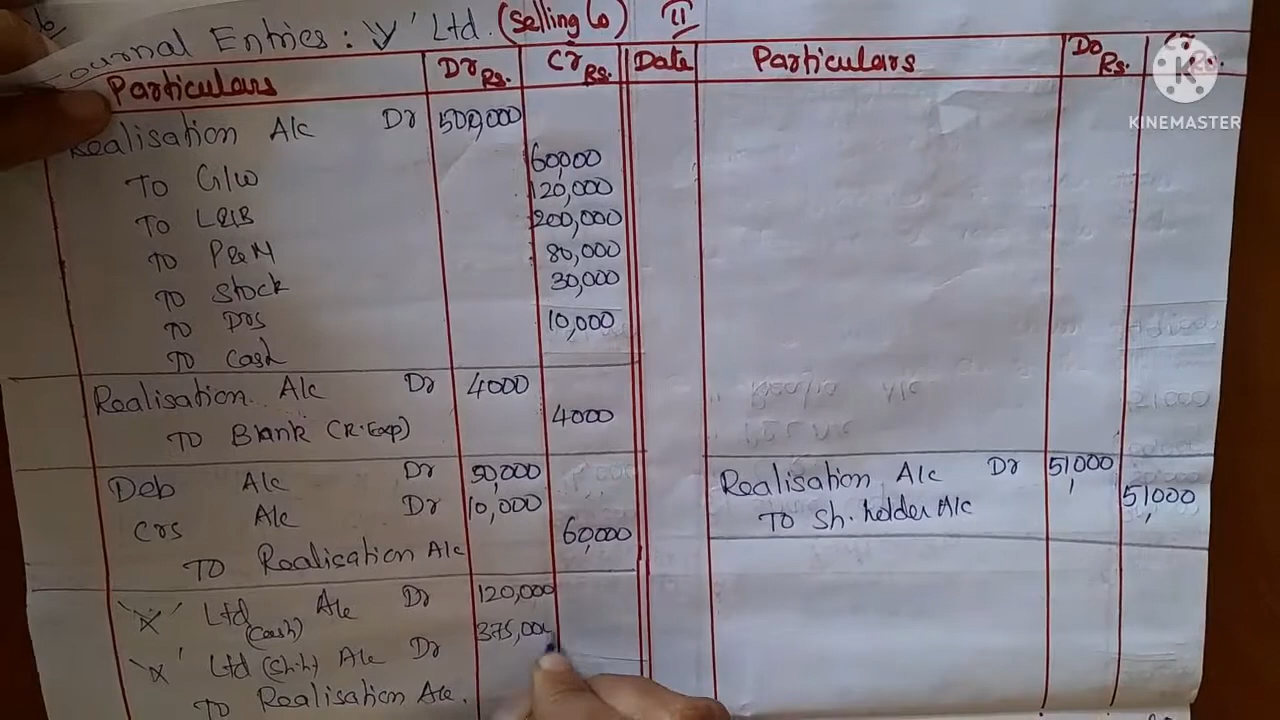 Journal Entries: 'Y' Ltd. (Selling Co) II
Particulars Dr Rs. Cr Rs. Date Particulars Dr Rs.
Realisation A/c Dr 500,000
To G/W 60,000
To L&B 120,000
To P&M 200,000
To Stock 80,000
To Drs 30,000
To Cash 10,000
Realisation A/c Dr 4000
To Bank (R.Exp) 4000
Deb A/c Dr 50,000
Crs A/c Dr 10,000
To Realisation A/c 60,000
'X' Ltd (Cash) A/c Dr 120,000
'X' Ltd (Sh.h) A/c Dr 375,000
To Realisation A/c.
Realisation A/c Dr 51,000
To Sh. holder A/c 51,000
KINEMASTER